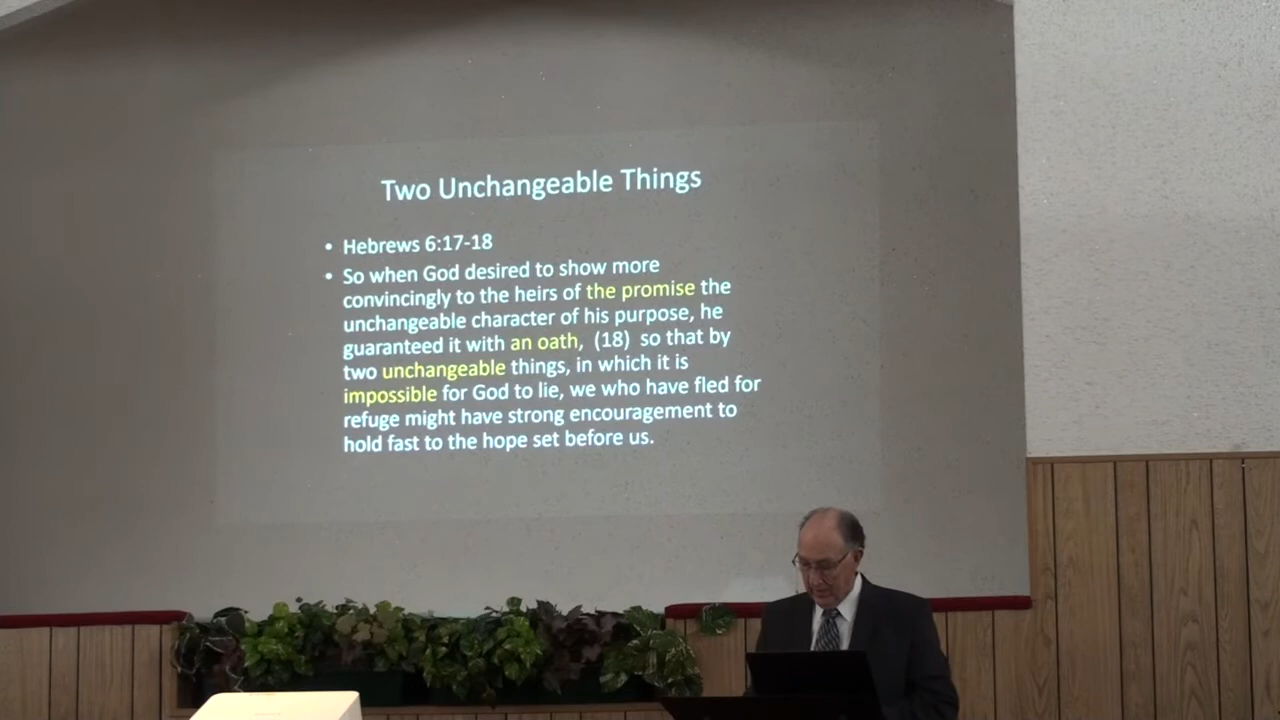 Two Unchangeable Things
• Hebrews 6:17-18
• So when God desired to show more
convincingly to the heirs of the promise the
unchangeable character of his purpose, he
guaranteed it with an oath, (18) so that by
two unchangeable things, in which it is
impossible for God to lie, we who have fled for
refuge might have strong encouragement to
hold fast to the hope set before us.